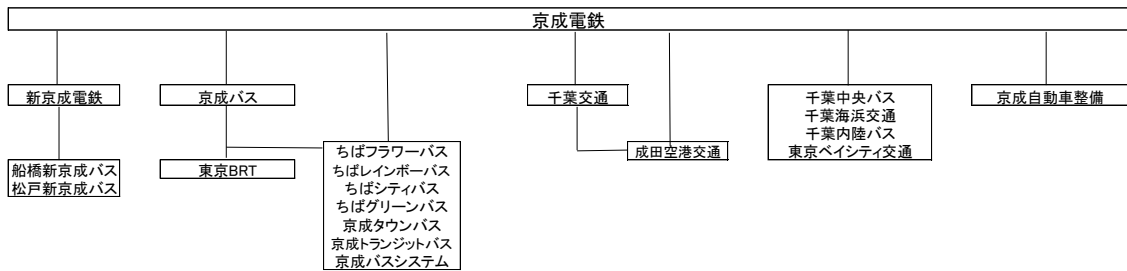 京成電鉄
新京成電鉄
京成バス
千葉交通
千葉中央バス
千葉海浜交通
千葉内陸バス
東京ベイシティ交通
京成自動車整備
船橋新京成バス
松戸新京成バス
東京BRT
ちばフラワーバス
ちばレインボーバス
ちばシティバス
ちばグリーンバス
京成タウンバス
京成トランジットバス
京成バスシステム
成田空港交通